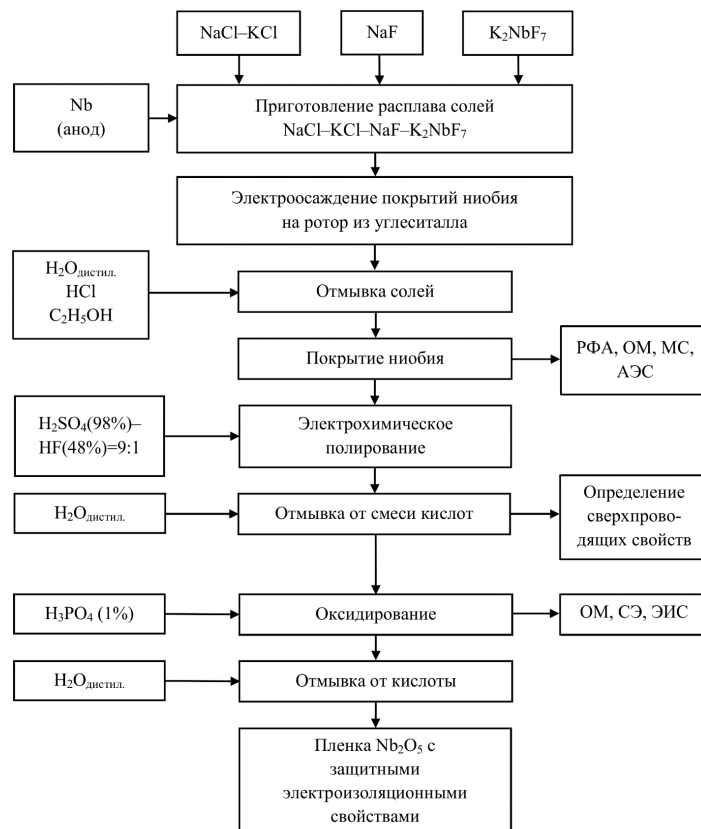 NaCl–KCl
NaF
K₂NbF₇
Nb
(анод)
Приготовление расплава солей
NaCl–KCl–NaF–K₂NbF₇
Электроосаждение покрытий ниобия
на ротор из углеситалла
H₂Oдистил.
HCl
C₂H₅OH
Отмывка солей
Покрытие ниобия
РФА, ОМ, МС,
АЭС
H₂SO₄(98%)–
HF(48%)=9:1
Электрохимическое
полирование
H₂Oдистил.
Отмывка от смеси кислот
Определение
сверхпрово-
дящих свойств
H₃PO₄ (1%)
Оксидирование
ОМ, СЭ, ЭИС
H₂Oдистил.
Отмывка от кислоты
Пленка Nb₂O₅ с
защитными
электроизоляционными
свойствами